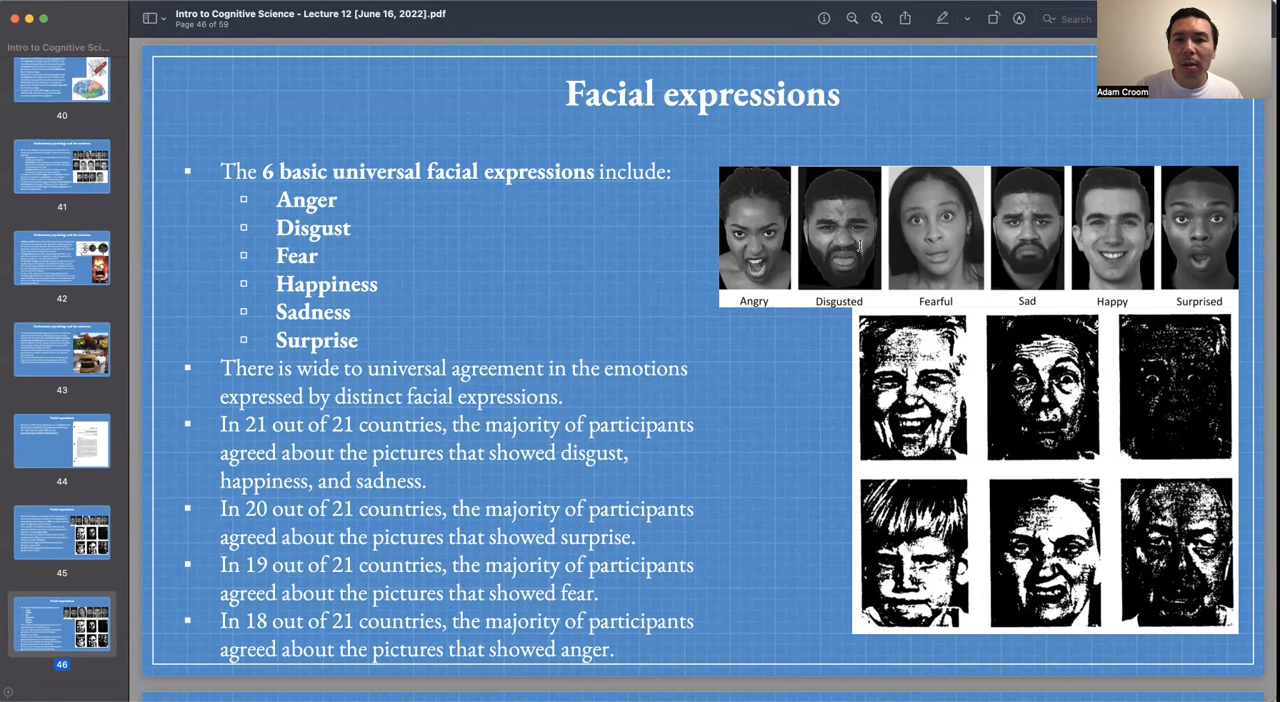 Intro to Cognitive Science - Lecture 12 [June 16, 2022].pdf
Page 46 of 59
Search
Intro to Cognitive Sci...
40
41
42
43
44
45
46
Adam Croom
Facial expressions
The 6 basic universal facial expressions include:
Anger
Disgust
Fear
Happiness
Sadness
Surprise
There is wide to universal agreement in the emotions
expressed by distinct facial expressions.
In 21 out of 21 countries, the majority of participants
agreed about the pictures that showed disgust,
happiness, and sadness.
In 20 out of 21 countries, the majority of participants
agreed about the pictures that showed surprise.
In 19 out of 21 countries, the majority of participants
agreed about the pictures that showed fear.
In 18 out of 21 countries, the majority of participants
agreed about the pictures that showed anger.
Angry Disgusted Fearful Sad Happy Surprised